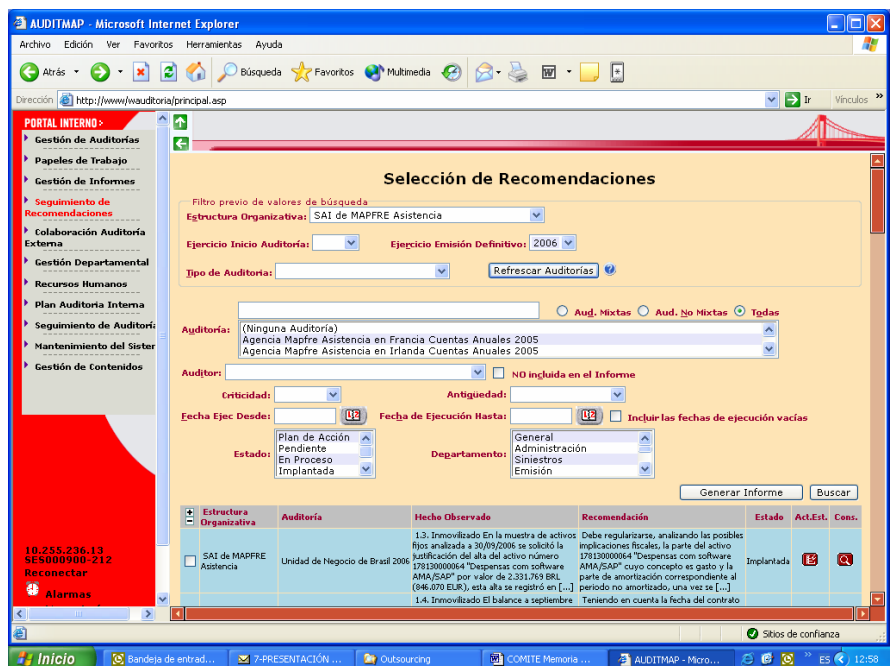 AUDITMAP - Microsoft Internet Explorer
Archivo Edición Ver Favoritos Herramientas Ayuda
Atrás Búsqueda Favoritos Multimedia
Dirección http://www/wauditoria/principal.asp Ir Vínculos »
PORTAL INTERNO >
Gestión de Auditorías
Papeles de Trabajo
Gestión de Informes
Seguimiento de
Recomendaciones
Colaboración Auditoría
Externa
Gestión Departamental
Recursos Humanos
Plan Auditoria Interna
Seguimiento de Auditoría
Mantenimiento del Sister
Gestión de Contenidos
10.255.236.13
SES000900-212
Reconectar
Alarmas
Selección de Recomendaciones
Filtro previo de valores de búsqueda
Estructura Organizativa: SAI de MAPFRE Asistencia
Ejercicio Inicio Auditoría: Ejercicio Emisión Definitivo: 2006
Tipo de Auditoria: Refrescar Auditorías ?
Aud. Mixtas Aud. No Mixtas Todas
Auditoría: (Ninguna Auditoría)
Agencia Mapfre Asistencia en Francia Cuentas Anuales 2005
Agencia Mapfre Asistencia en Irlanda Cuentas Anuales 2005
Auditor: NO incluida en el Informe
Criticidad: Antigüedad:
Fecha Ejec Desde: Fecha de Ejecución Hasta: Incluir las fechas de ejecución vacías
Estado: Plan de Acción
Pendiente
En Proceso
Implantada
Departamento: General
Administración
Siniestros
Emisión
Generar Informe Buscar
Estructura
Organizativa Auditoría Hecho Observado Recomendación Estado Act.Est. Cons.
SAI de MAPFRE
Asistencia
Unidad de Negocio de Brasil 2006
1.3. Inmovilizado En la muestra de activos
fijos analizada a 30/09/2006 se solicitó la
justificación del alta del activo número
178130000064 "Despensas com software
AMA/SAP" por valor de 2.331.769 BRL
(846.070 EUR), esta alta se registró en [...]
Debe regularizarse, analizando las posibles
implicaciones fiscales, la parte del activo
178130000064 "Despensas com software
AMA/SAP" cuyo concepto es gasto y la
parte de amortización correspondiente al
periodo no amortizado, una vez se [...]
Implantada
1.4. Inmovilizado El balance a septiembre
Teniendo en cuenta la fecha del contrato
Sitios de confianza
Inicio Bandeja de entrad... 7-PRESENTACIÓN ... Outsourcing COMITE Memoria ... AUDITMAP - Micro... » ES 12:58